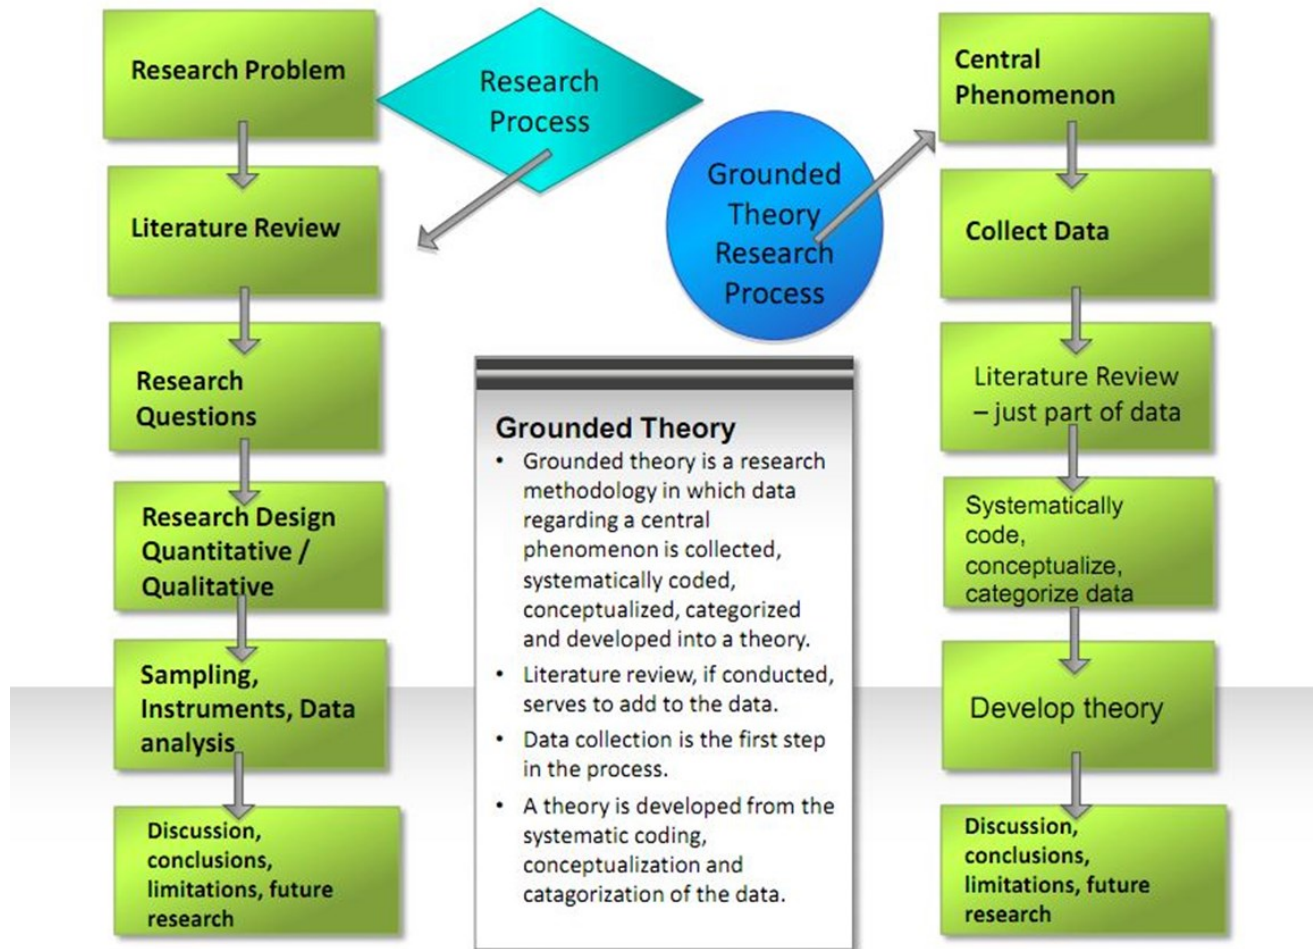 Research Problem
Literature Review
Research
Questions
Research Design
Quantitative /
Qualitative
Sampling,
Instruments, Data
analysis
Discussion,
conclusions,
limitations, future
research
Research
Process
Grounded
Theory
Research
Process
Grounded Theory
• Grounded theory is a research
methodology in which data
regarding a central
phenomenon is collected,
systematically coded,
conceptualized, categorized
and developed into a theory.
• Literature review, if conducted,
serves to add to the data.
• Data collection is the first step
in the process.
• A theory is developed from the
systematic coding,
conceptualization and
catagorization of the data.
Central
Phenomenon
Collect Data
Literature Review
– just part of data
Systematically
code,
conceptualize,
categorize data
Develop theory
Discussion,
conclusions,
limitations, future
research